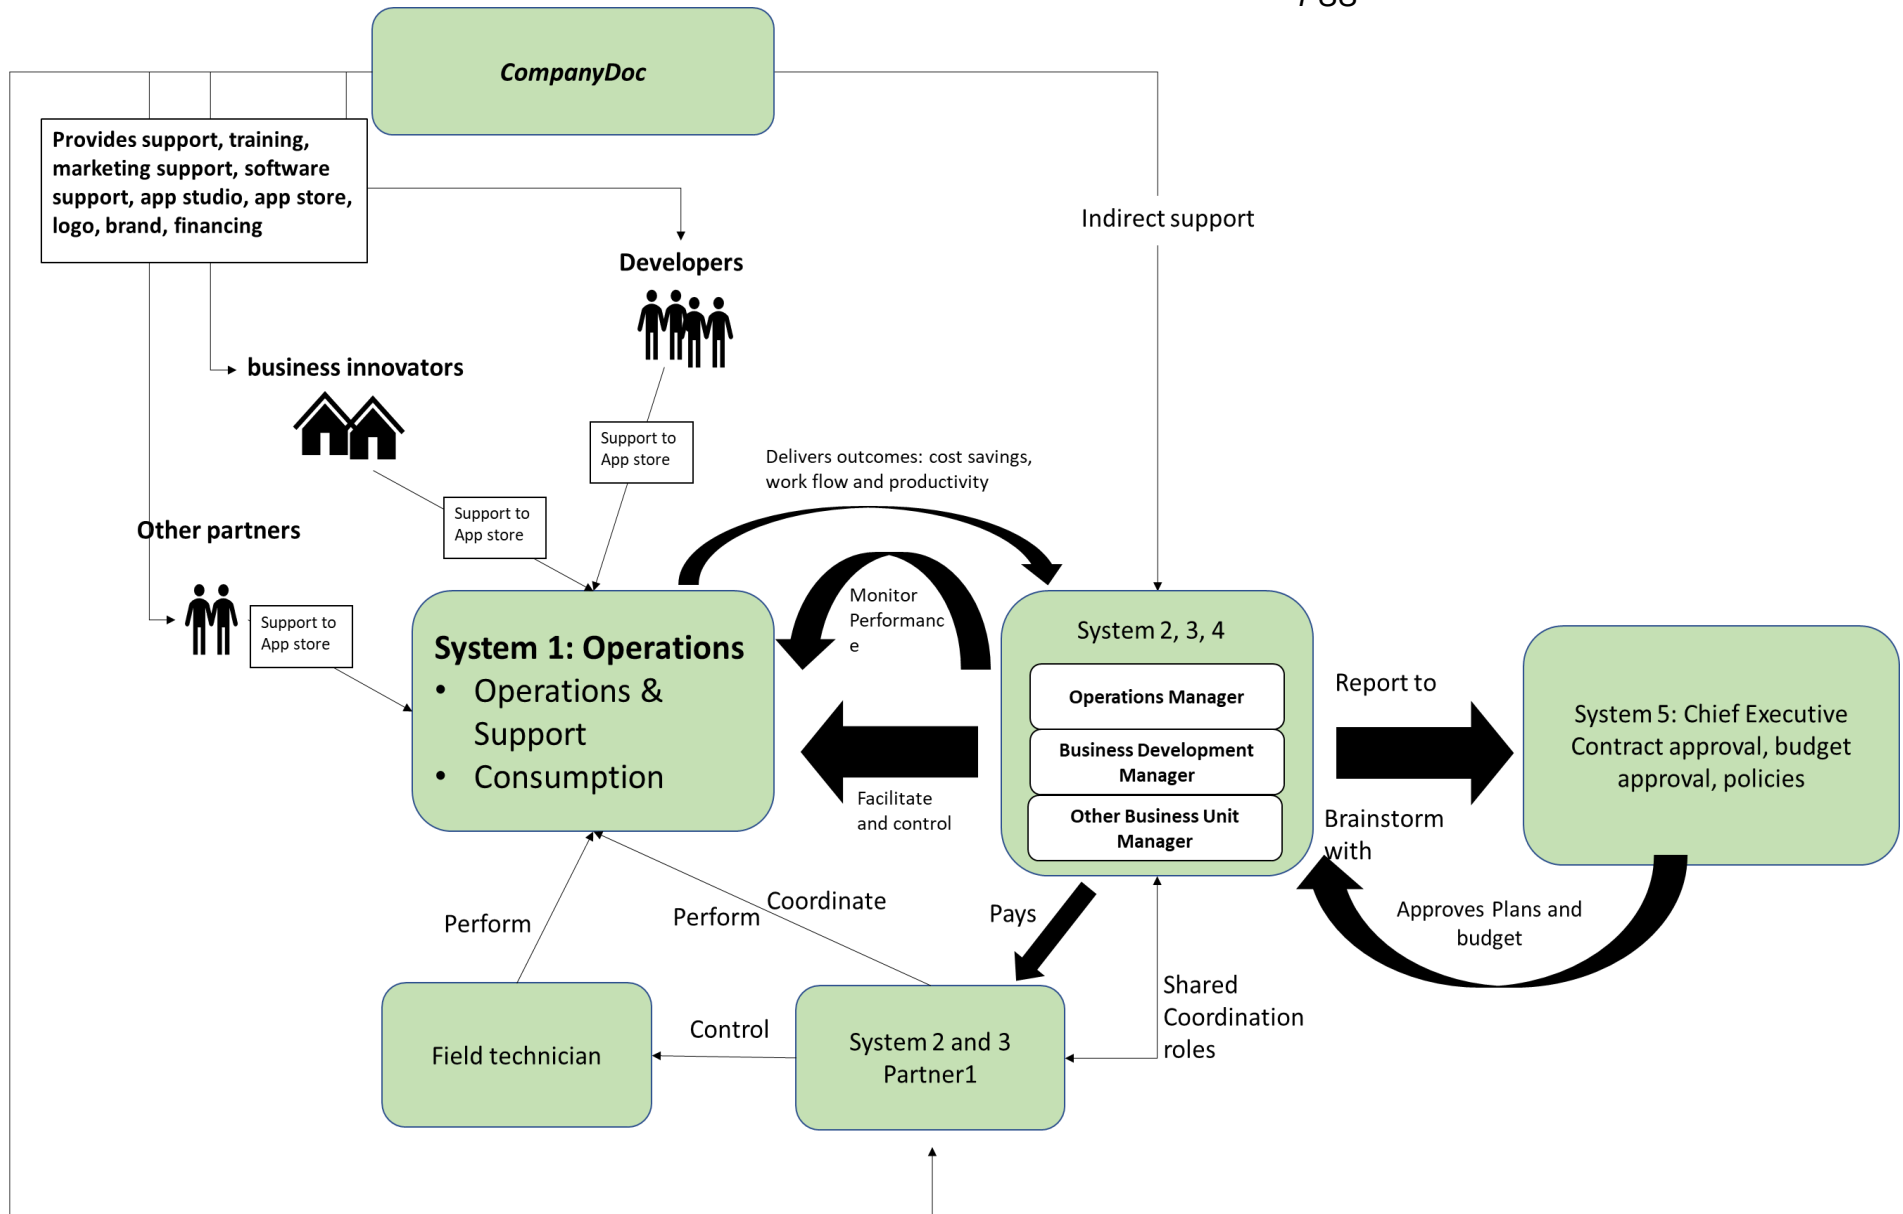 CompanyDoc
Provides support, training,
marketing support, software
support, app studio, app store,
logo, brand, financing
Indirect support
Developers
business innovators
Support to
App store
Delivers outcomes: cost savings,
work flow and productivity
Support to
App store
Other partners
Monitor
Performanc
e
Support to
App store
System 1: Operations
• Operations &
Support
• Consumption
System 2, 3, 4
Operations Manager
Business Development
Manager
Other Business Unit
Manager
Report to
System 5: Chief Executive
Contract approval, budget
approval, policies
Facilitate
and control
Brainstorm
with
Approves Plans and
budget
Perform
Perform
Coordinate
Pays
Shared
Coordination
roles
Control
Field technician
System 2 and 3
Partner1